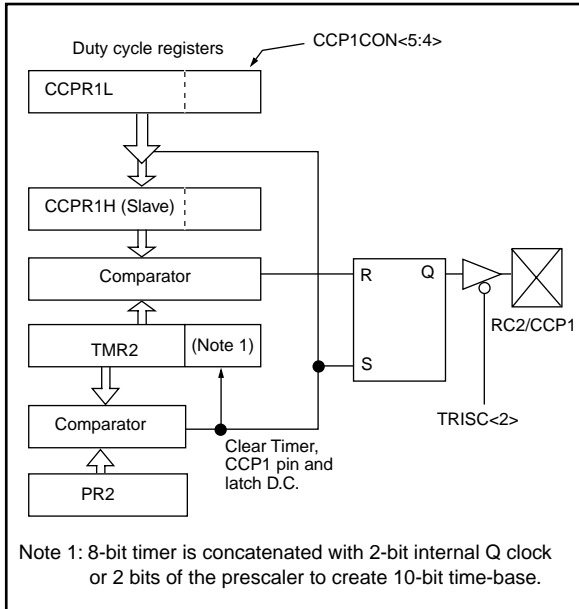 Duty cycle registers
CCP1CON<5:4>
CCPR1L
CCPR1H (Slave)
Comparator
R
Q
RC2/CCP1
TMR2
(Note 1)
S
TRISC<2>
Comparator
Clear Timer,
CCP1 pin and
latch D.C.
PR2
Note 1: 8-bit timer is concatenated with 2-bit internal Q clock
or 2 bits of the prescaler to create 10-bit time-base.